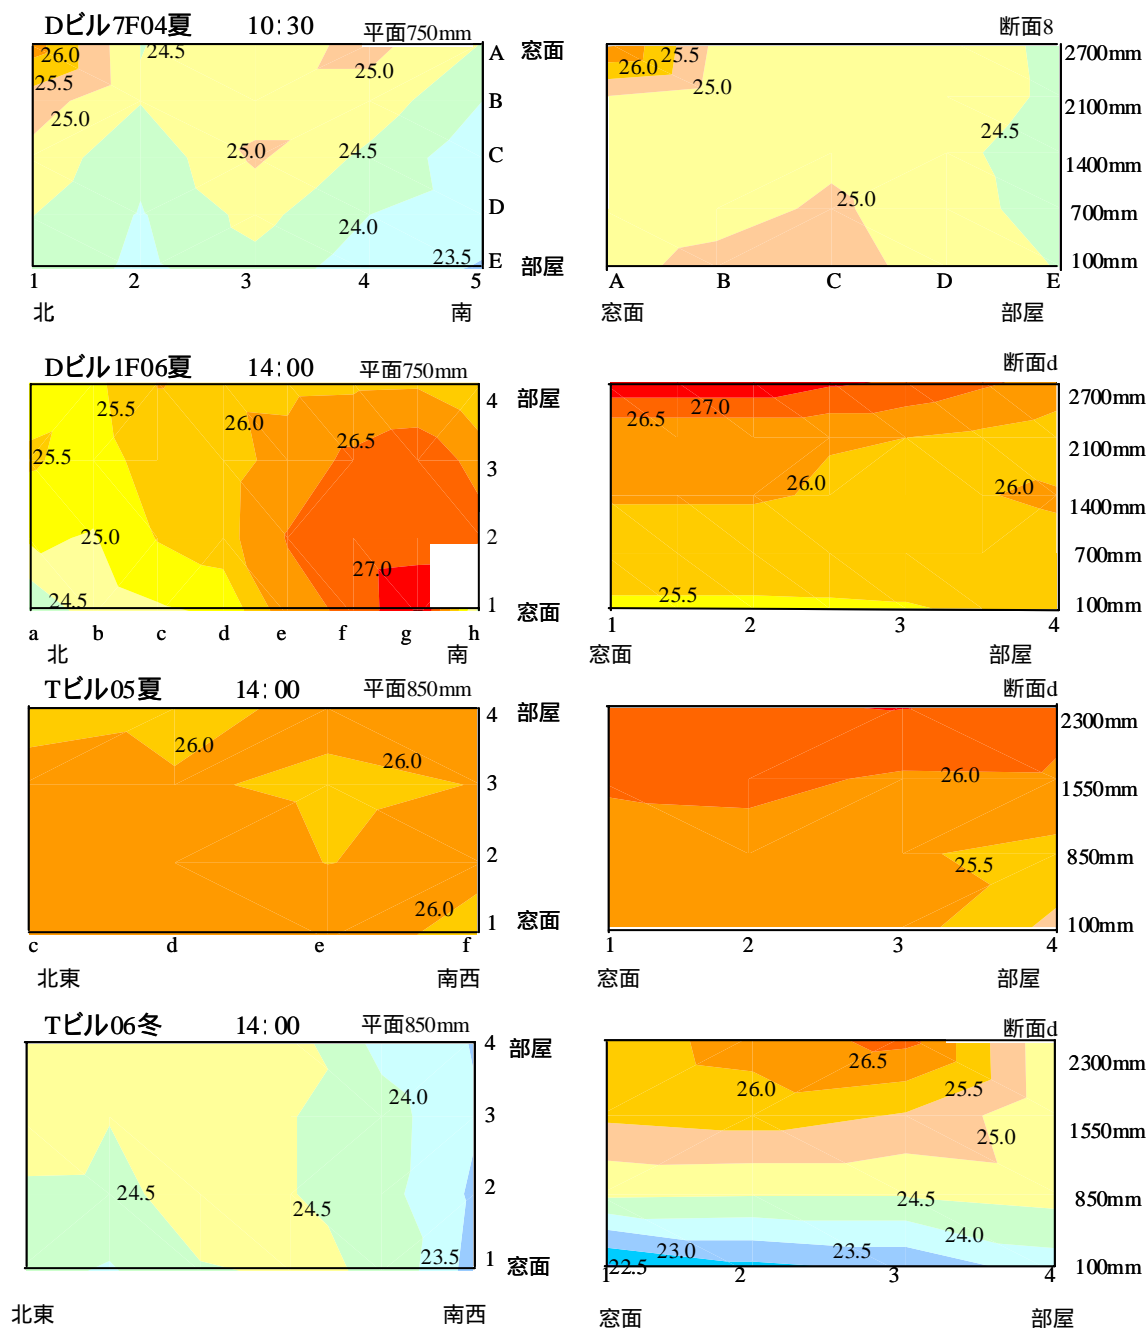 Dビル7F04夏 10:30 平面750mm
26.0 24.5 25.0 25.5 25.0 25.0 24.5 24.0 23.5
A 窓面
B
C
D
E 部屋
1 2 3 4 5
北 南
断面8
26.0 25.5 25.0 24.5 25.0
2700mm
2100mm
1400mm
700mm
100mm
A B C D E
窓面 部屋
Dビル1F06夏 14:00 平面750mm
25.5 26.0 26.5 25.5 25.0 27.0 24.5
4 部屋
3
2
1 窓面
a b c d e f g h
北 南
断面d
26.5 27.0 26.0 26.0 25.5
2700mm
2100mm
1400mm
700mm
100mm
1 2 3 4
窓面 部屋
Tビル05夏 14:00 平面850mm
26.0 26.0 26.0
4 部屋
3
2
1 窓面
c d e f
北東 南西
断面d
26.0 25.5
2300mm
1550mm
850mm
100mm
1 2 3 4
窓面 部屋
Tビル06冬 14:00 平面850mm
24.0 24.5 24.5 23.5
4 部屋
3
2
1 窓面
北東 南西
断面d
26.5 26.0 25.5 25.0 24.5 24.0 23.5 23.0 22.5
2300mm
1550mm
850mm
100mm
1 2 3 4
窓面 部屋